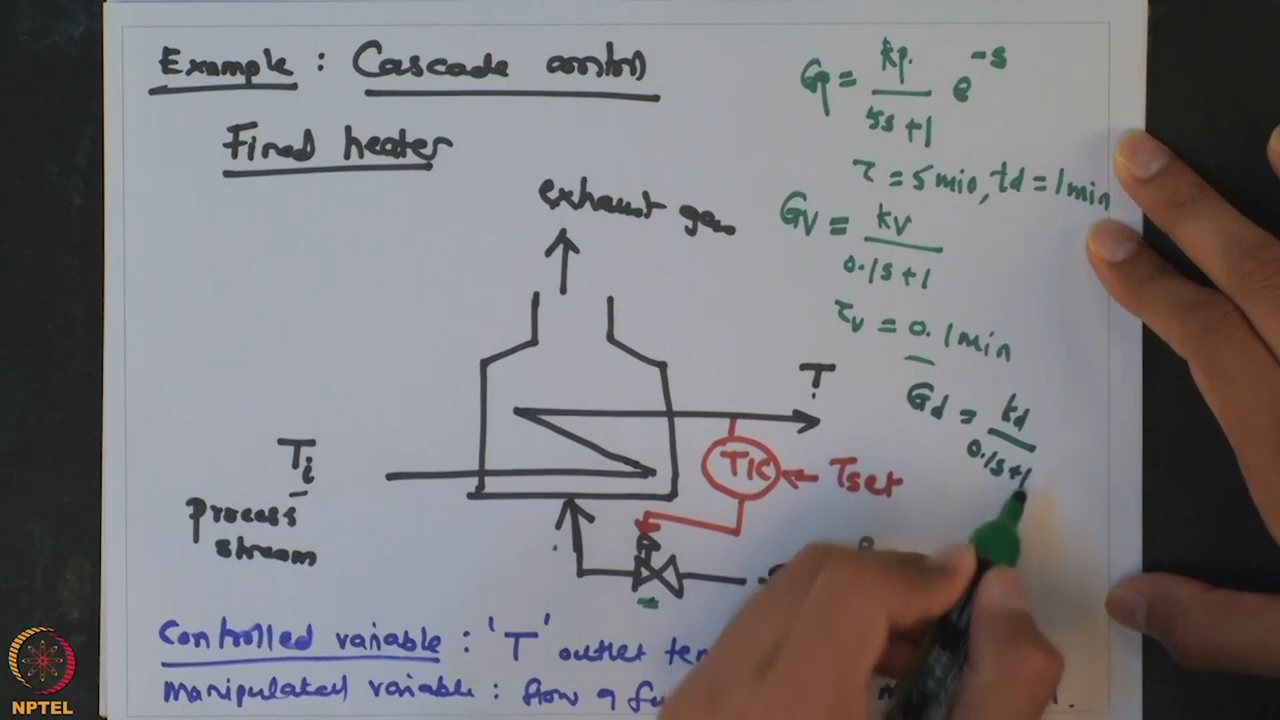 Example : Cascade control
Fired heater
exhaust gas
Gp = kp. / 5s+1 e^-s
τ = 5 min, td = 1 min
Gv = kv / 0.1s+1
τv = 0.1 min
Gd = kd / 0.1s+1
T
Ti
process
stream
TIC
Tset
Controlled variable : 'T' outlet
manipulated variable : flow of
NPTEL